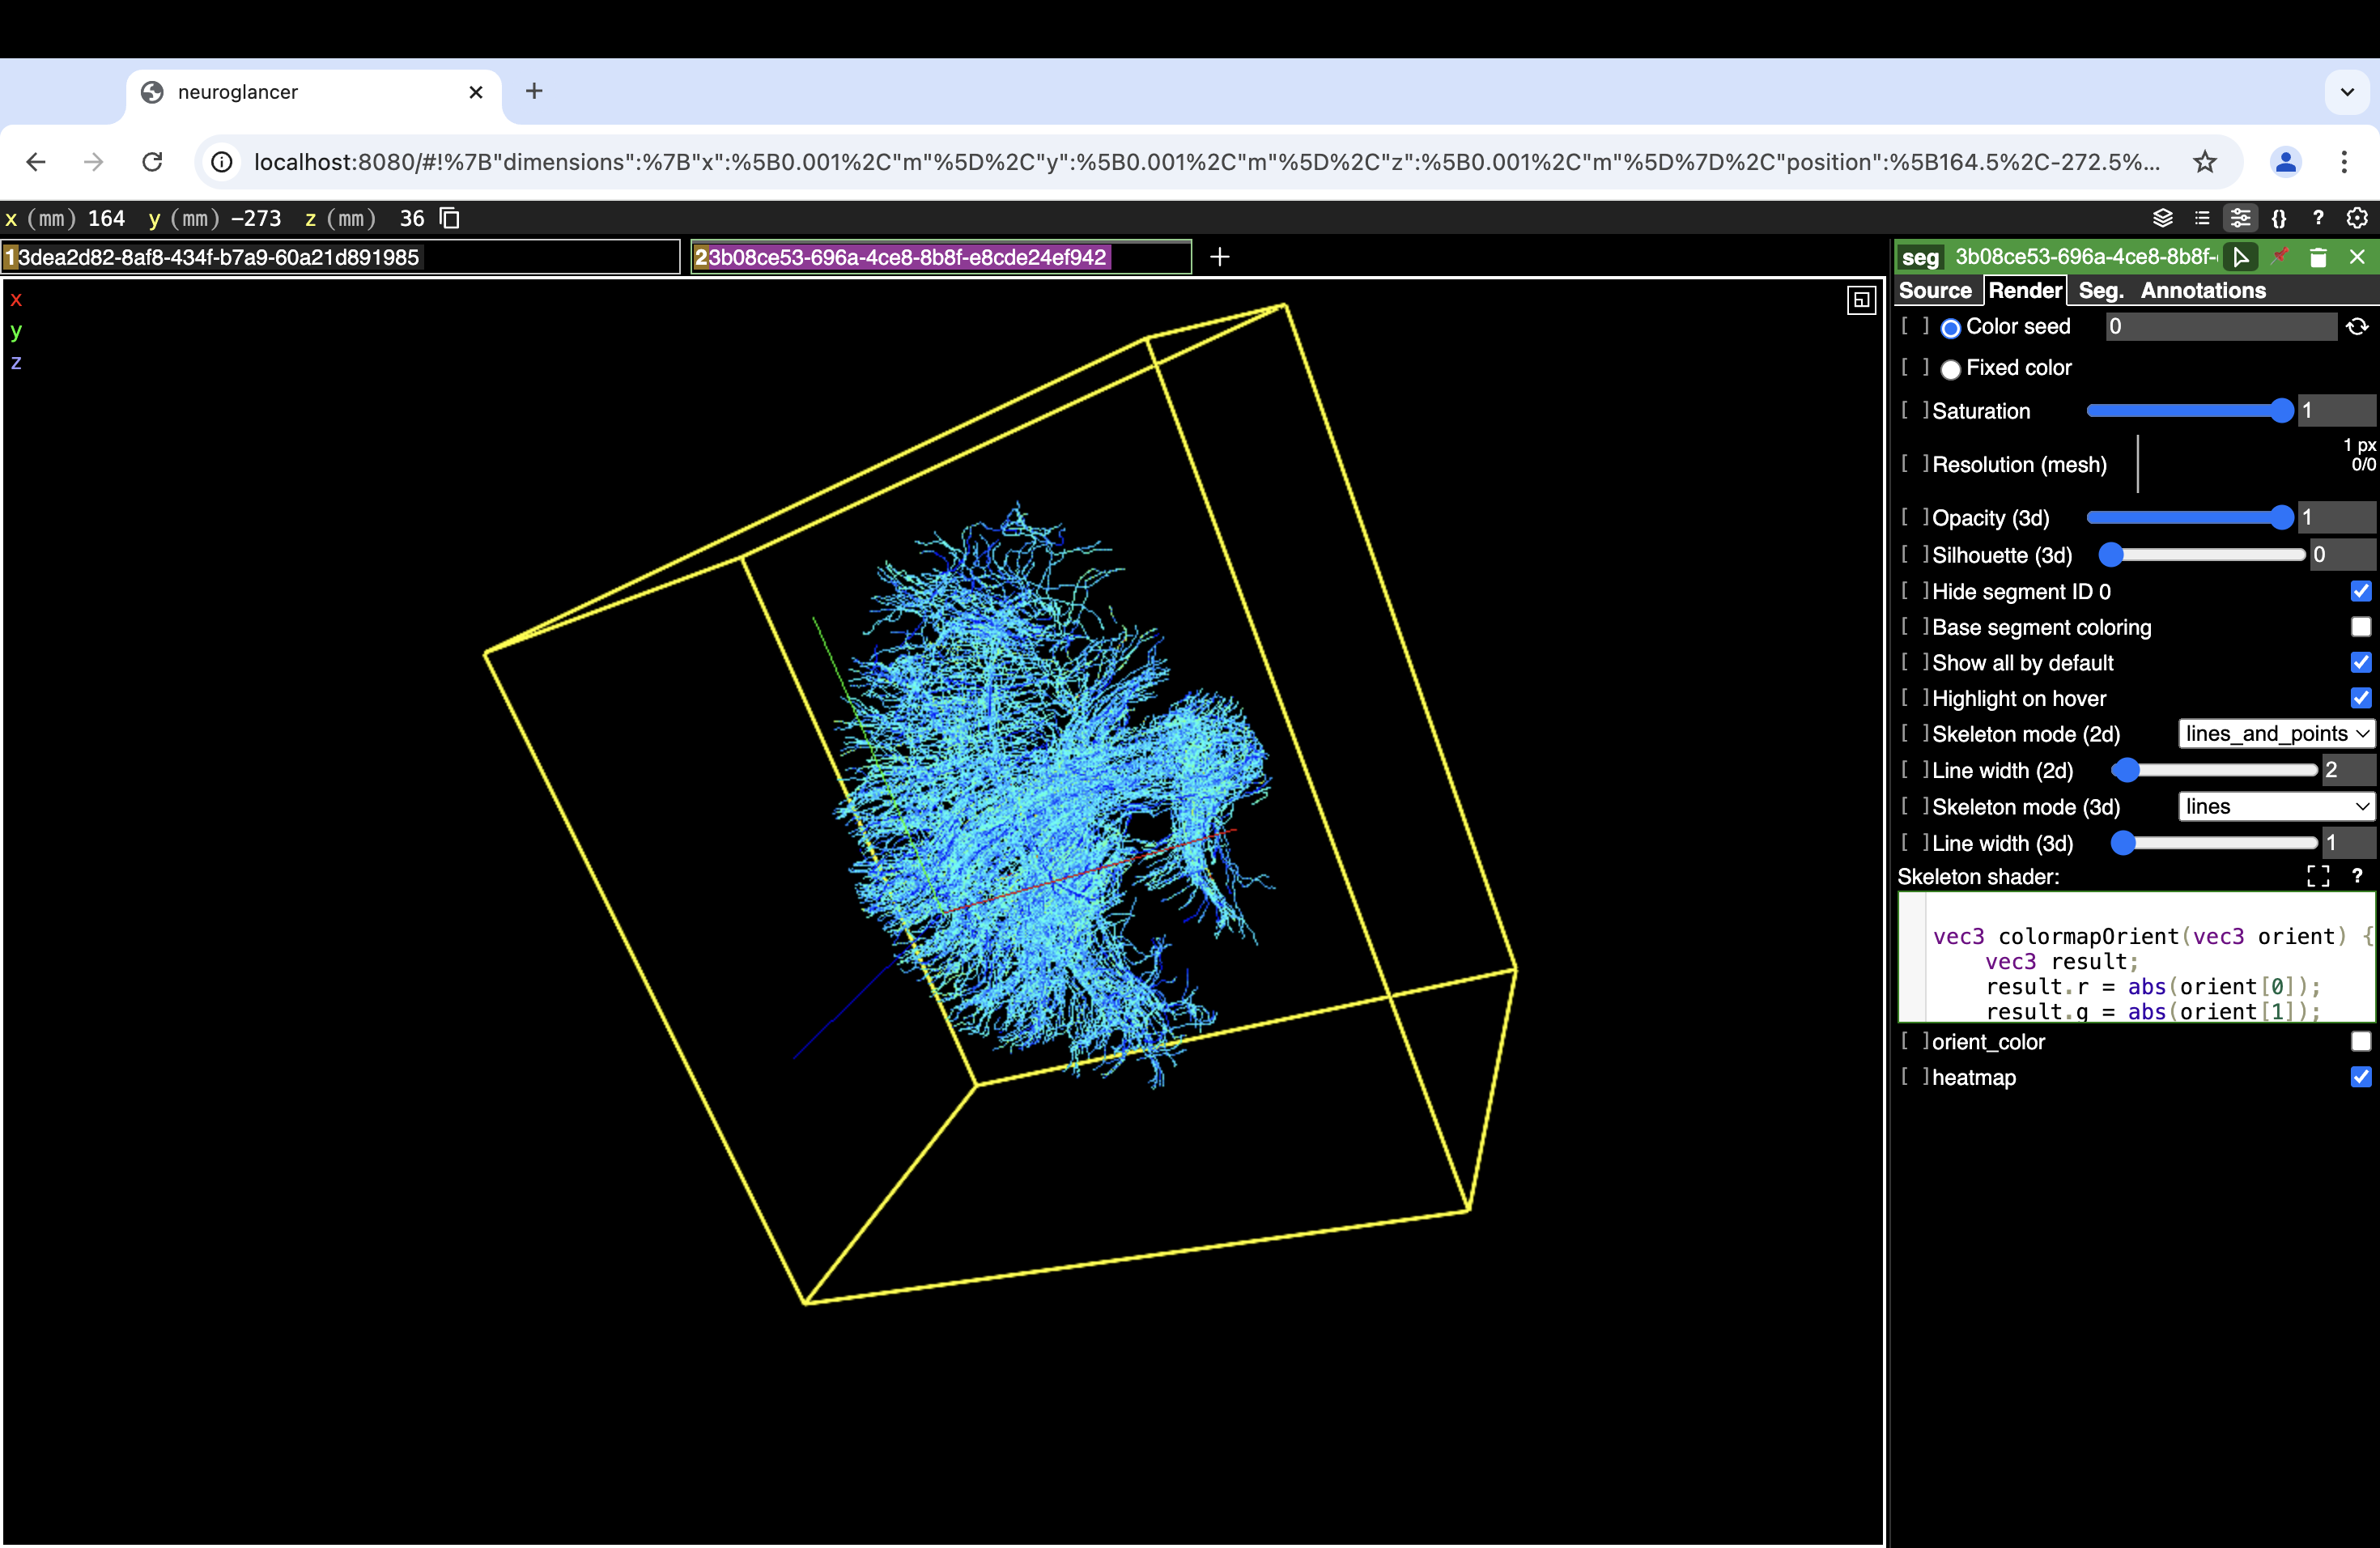 neuroglancer
localhost:8080/#!%7B"dimensions":%7B"x":%5B0.001%2C"m"%5D%2C"y":%5B0.001%2C"m"%5D%2C"z":%5B0.001%2C"m"%5D%7D%2C"position":%5B164.5%2C-272.5%...
x (mm) 164 y (mm) -273 z (mm) 36
{} ?
1 3dea2d82-8af8-434f-b7a9-60a21d891985 2 3b08ce53-696a-4ce8-8b8f-e8cde24ef942 +
x
y
z
seg 3b08ce53-696a-4ce8-8b8f-
Source Render Seg. Annotations
[ ] Color seed 0
[ ] Fixed color
[ ] Saturation 1
1 px
[ ] Resolution (mesh) 0/0
[ ] Opacity (3d) 1
[ ] Silhouette (3d) 0
[ ] Hide segment ID 0
[ ] Base segment coloring
[ ] Show all by default
[ ] Highlight on hover
[ ] Skeleton mode (2d) lines_and_points
[ ] Line width (2d) 2
[ ] Skeleton mode (3d) lines
[ ] Line width (3d) 1
Skeleton shader: ?
vec3 colormapOrient(vec3 orient) {
vec3 result;
result.r = abs(orient[0]);
result.g = abs(orient[1]);
[ ] orient_color
[ ] heatmap